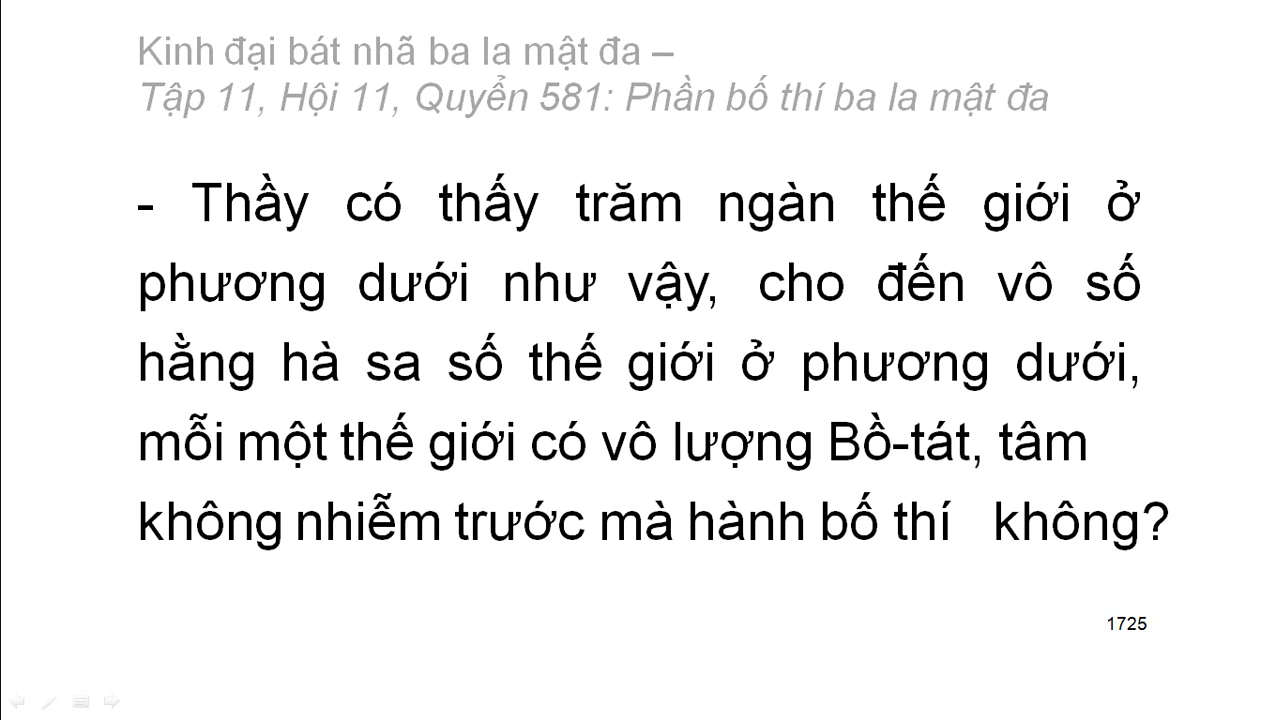 Kinh đại bát nhã ba la mật đa –
Tập 11, Hội 11, Quyển 581: Phần bố thí ba la mật đa
- Thầy có thấy trăm ngàn thế giới ở
phương dưới như vậy, cho đến vô số
hằng hà sa số thế giới ở phương dưới,
mỗi một thế giới có vô lượng Bồ-tát, tâm
không nhiễm trước mà hành bố thí không?
1725